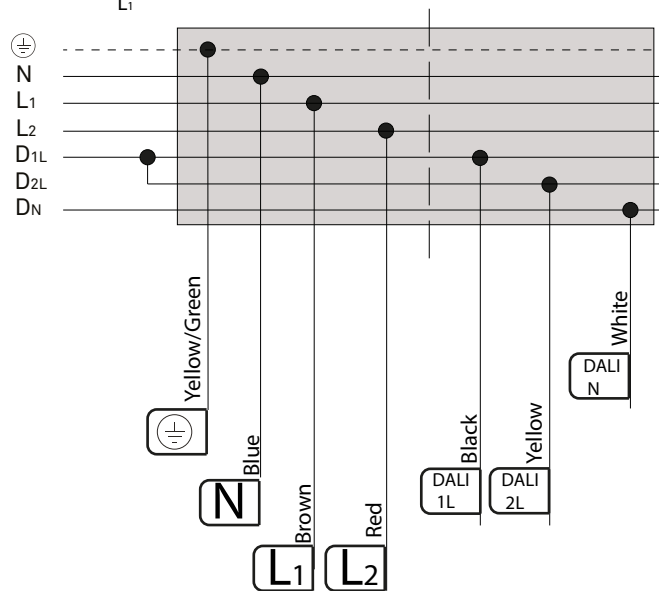 L1
N
L1
L2
D1L
D2L
DN
Yellow/Green
Blue
N
Brown
L1
Red
L2
Black
DALI
1L
Yellow
DALI
2L
White
DALI
N